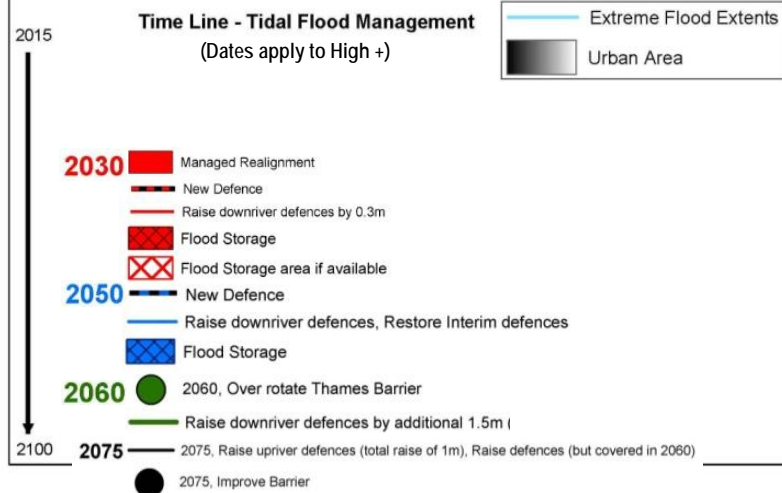 Time Line - Tidal Flood Management
(Dates apply to High +)
Extreme Flood Extents
Urban Area
2015
2030 Managed Realignment
New Defence
Raise downriver defences by 0.3m
Flood Storage
Flood Storage area if available
2050 New Defence
Raise downriver defences, Restore Interim defences
Flood Storage
2060 2060, Over rotate Thames Barrier
Raise downriver defences by additional 1.5m (
2100 2075 2075, Raise upriver defences (total raise of 1m), Raise defences (but covered in 2060)
2075, Improve Barrier